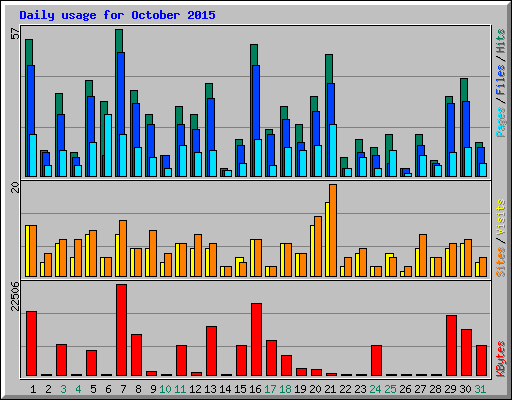 Daily usage for October 2015
57
20
22506
Pages / Files / Hits
Sites / Visits
KBytes
1 2 3 4 5 6 7 8 9 10 11 12 13 14 15 16 17 18 19 20 21 22 23 24 25 26 27 28 29 30 31